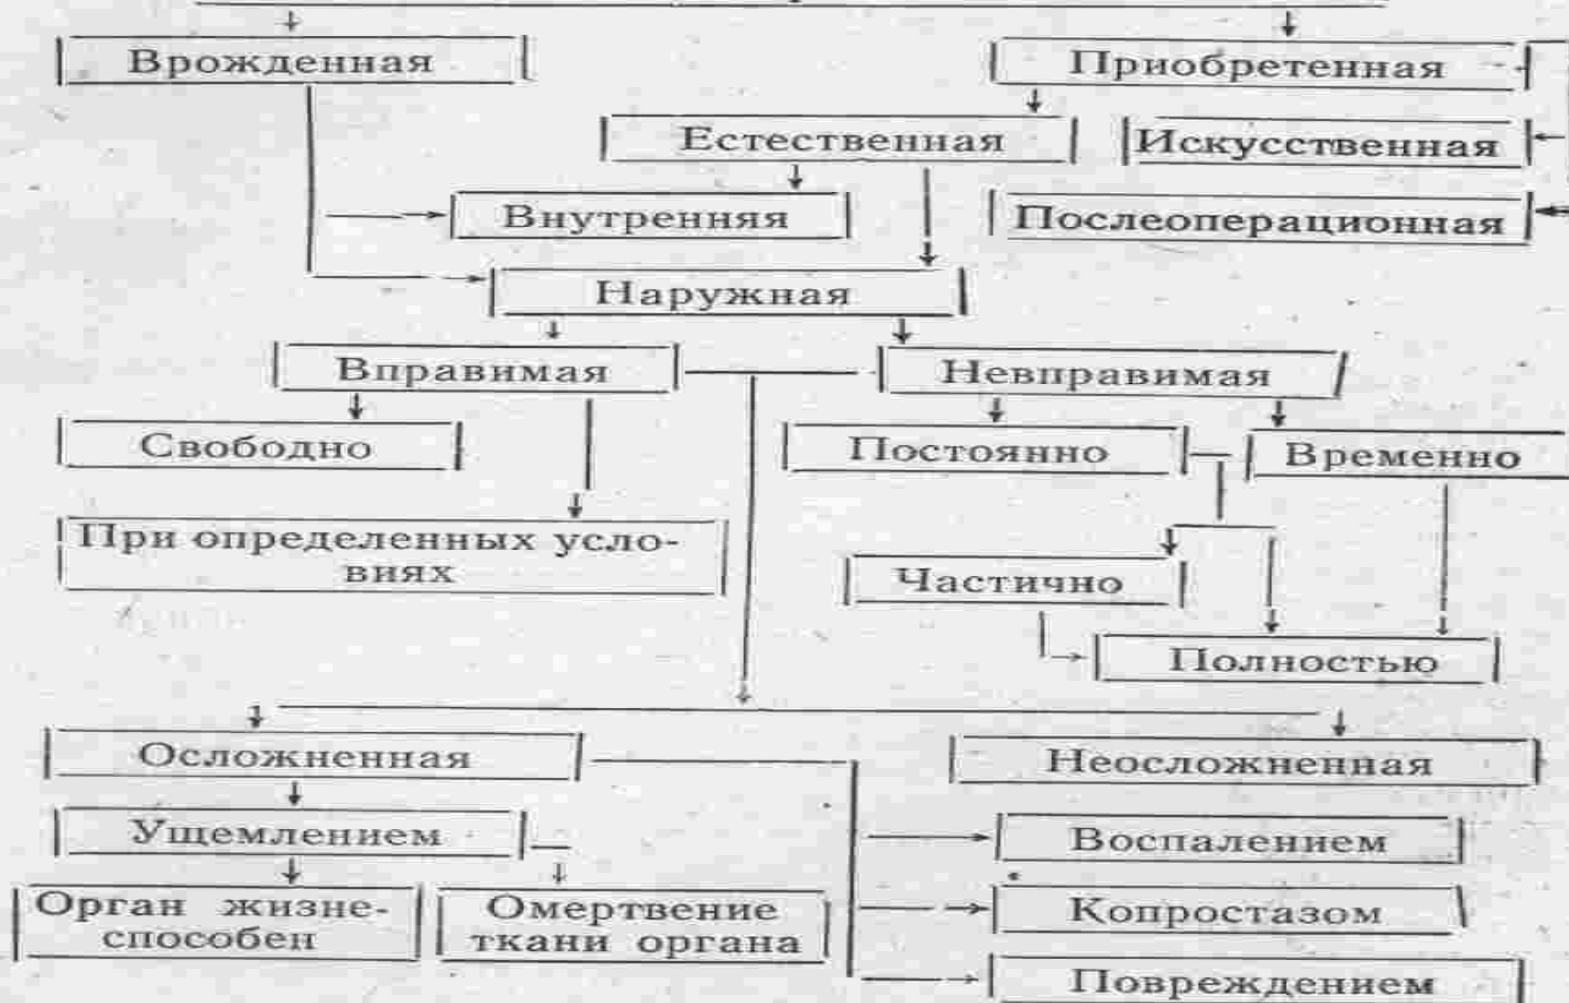 Врожденная
Приобретенная
Естественная
Искусственная
Внутренняя
Послеоперационная
Наружная
Вправимая
Невправимая
Свободно
Постоянно
Временно
При определенных усло-
виях
Частично
Полностью
Осложненная
Неосложненная
Ущемлением
Воспалением
Орган жизне-
способен
Омертвение
ткани органа
Копростазом
Повреждением